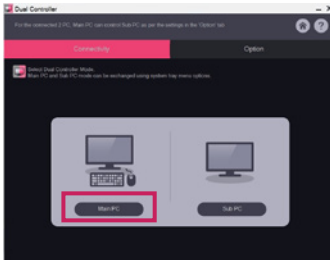 Dual Controller
For the connected 2 PC, Main PC can control Sub PC as per the settings in the 'Option' tab
Connectivity
Option
Select Dual Controller Mode.
Main PC and Sub PC mode can be exchanged using system tray menu options.
Main PC
Sub PC